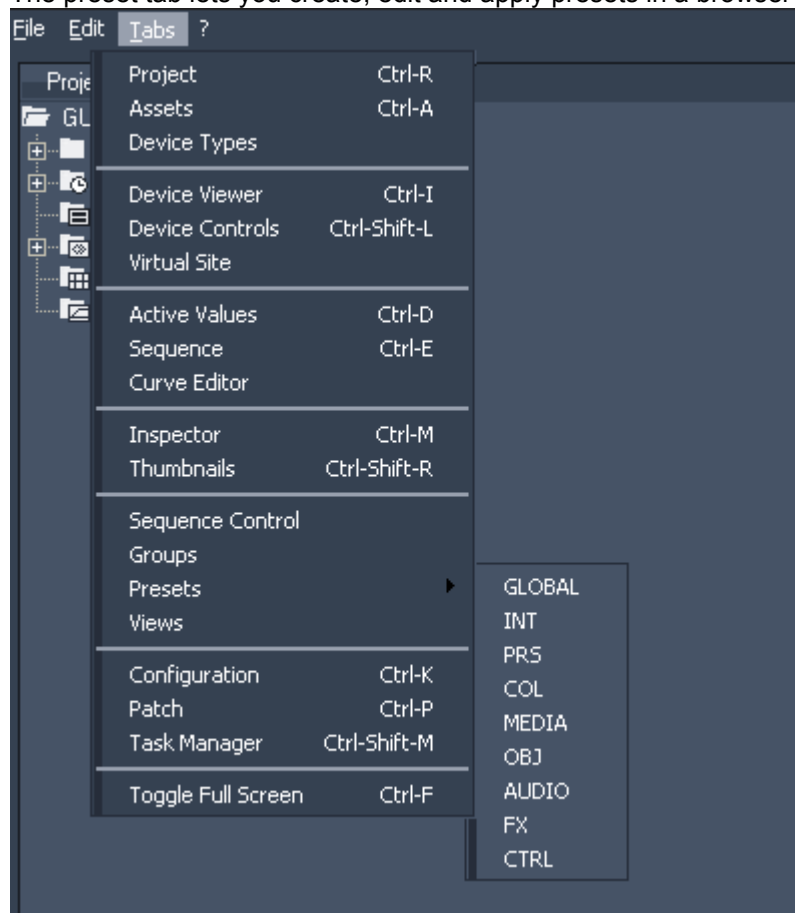 The preset tab lets you create, edit and apply presets in a browser
File Edit Tabs ?
Proje
GL
Project Ctrl-R
Assets Ctrl-A
Device Types
Device Viewer Ctrl-I
Device Controls Ctrl-Shift-L
Virtual Site
Active Values Ctrl-D
Sequence Ctrl-E
Curve Editor
Inspector Ctrl-M
Thumbnails Ctrl-Shift-R
Sequence Control
Groups
Presets
Views
Configuration Ctrl-K
Patch Ctrl-P
Task Manager Ctrl-Shift-M
Toggle Full Screen Ctrl-F
GLOBAL
INT
PRS
COL
MEDIA
OBJ
AUDIO
FX
CTRL